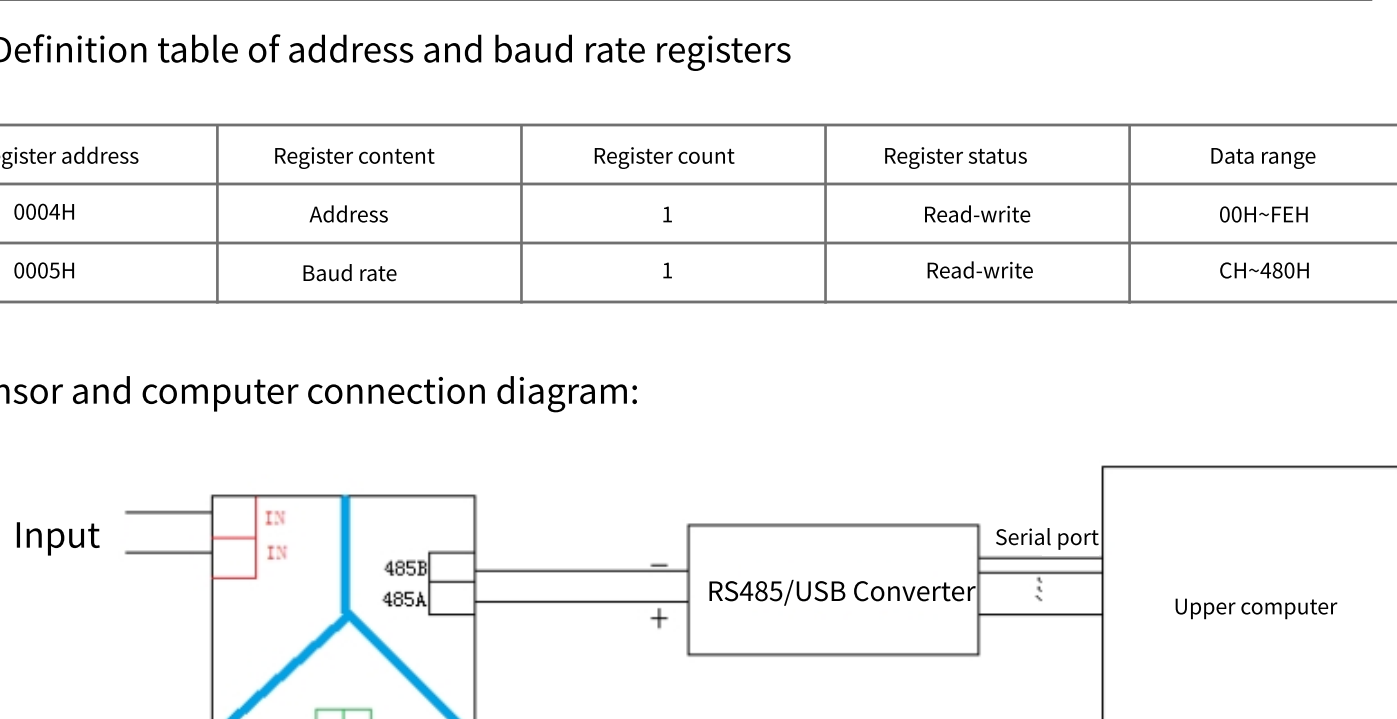 Definition table of address and baud rate registers
gister address Register content Register count Register status Data range
0004H Address 1 Read-write 00H~FEH
0005H Baud rate 1 Read-write CH~480H
nsor and computer connection diagram:
Input
IN
IN
485B
485A
−
+
RS485/USB Converter
Serial port
Upper computer